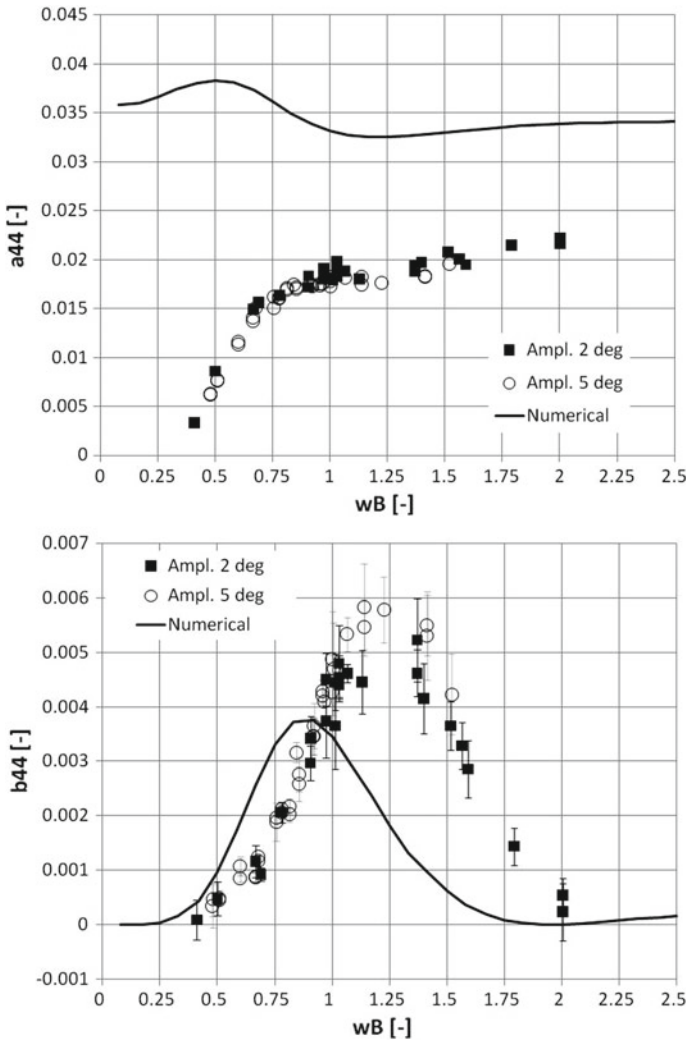 0.045
0.04
0.035
0.03
0.025
0.02
0.015
0.01
0.005
0
a44 [-]
Ampl. 2 deg
Ampl. 5 deg
Numerical
0 0.25 0.5 0.75 1 1.25 1.5 1.75 2 2.25 2.5
wB [-]
0.007
0.006
0.005
0.004
0.003
0.002
0.001
0
-0.001
b44 [-]
Ampl. 2 deg
Ampl. 5 deg
Numerical
0 0.25 0.5 0.75 1 1.25 1.5 1.75 2 2.25 2.5
wB [-]